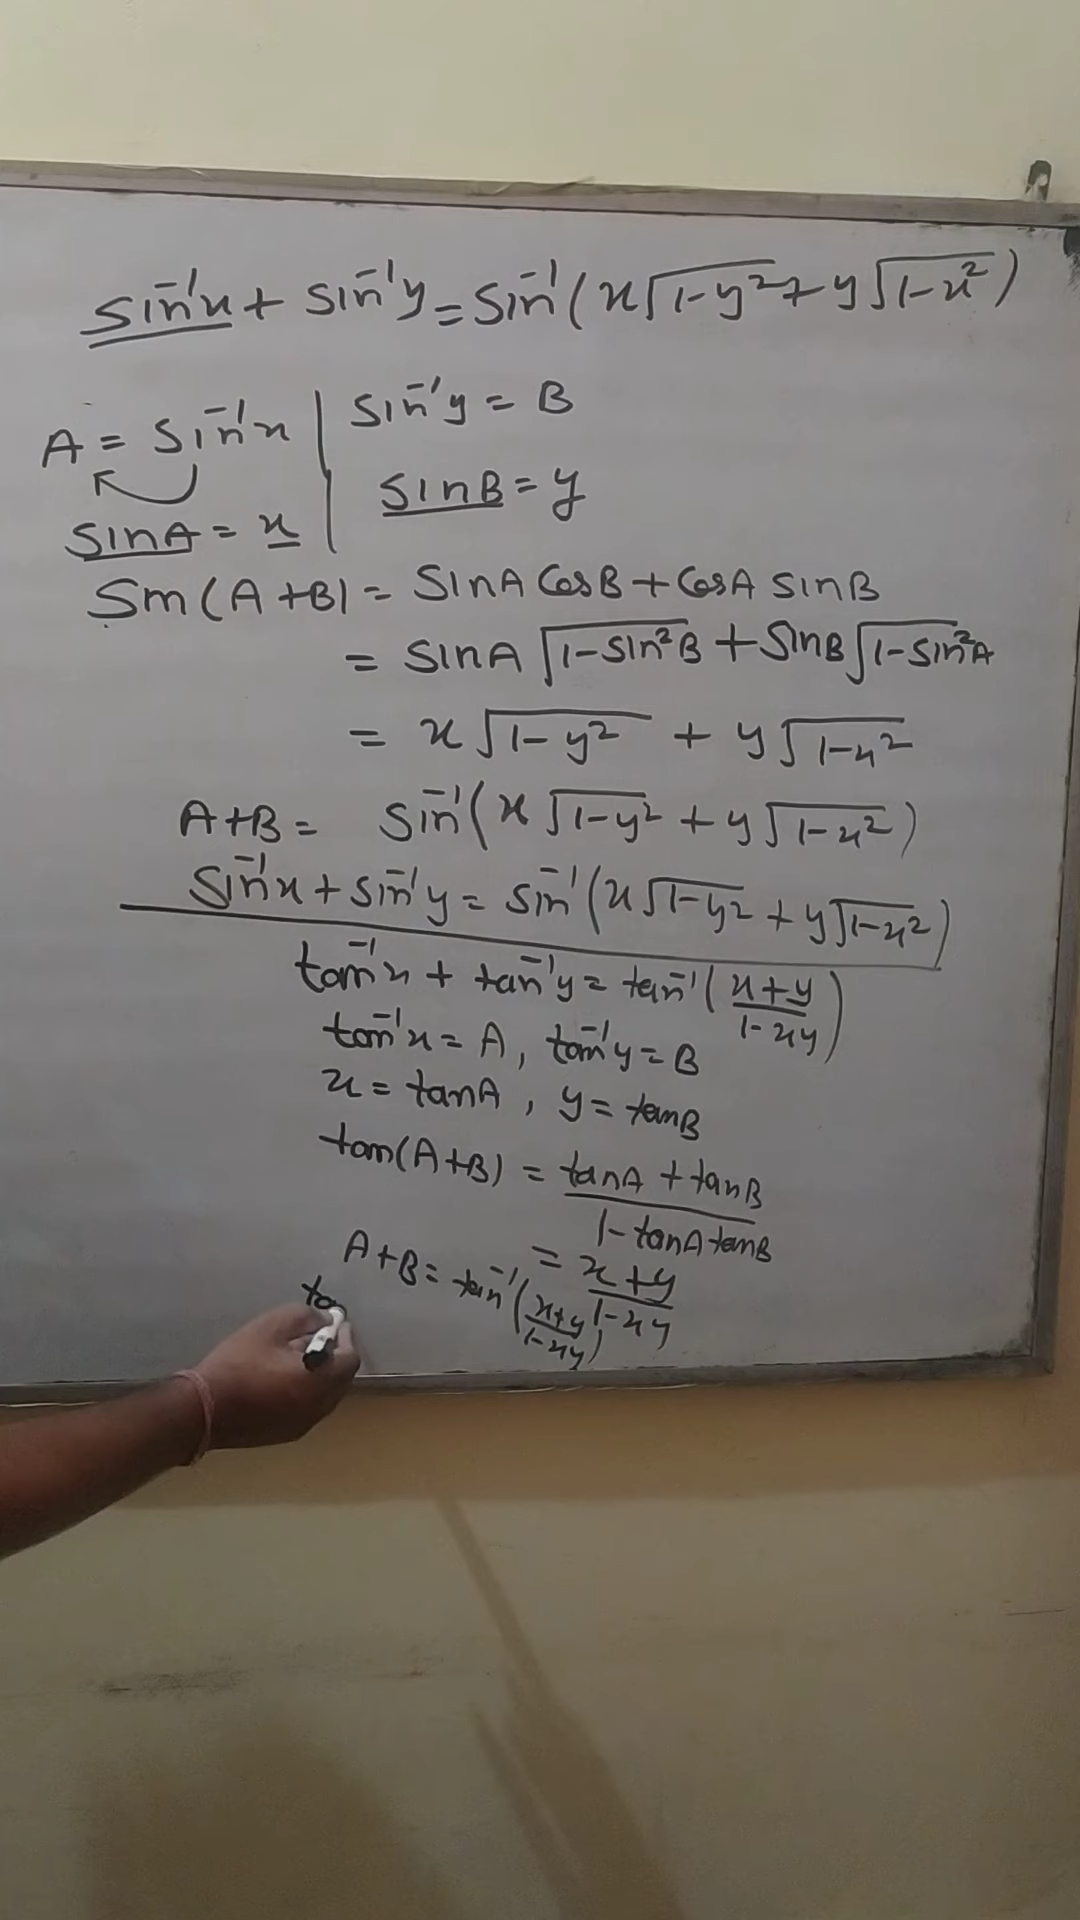 sin⁻¹x + sin⁻¹y = sin⁻¹(x√1-y² + y√1-x²)
A = sin⁻¹x | sin⁻¹y = B
sinA = x | sinB = y
Sin(A+B) = sinA cosB + cosA sinB
= sinA √1-sin²B + sinB √1-sin²A
= x√1-y² + y√1-x²
A+B = sin⁻¹(x√1-y² + y√1-x²)
sin⁻¹x + sin⁻¹y = sin⁻¹(x√1-y² + y√1-x²)
tan⁻¹x + tan⁻¹y = tan⁻¹(x+y / 1-xy)
tan⁻¹x = A, tan⁻¹y = B
x = tanA, y = tanB
tan(A+B) = tanA + tanB / 1-tanA tanB
= x+y / 1-xy
A+B = tan⁻¹(x+y / 1-xy)
ta